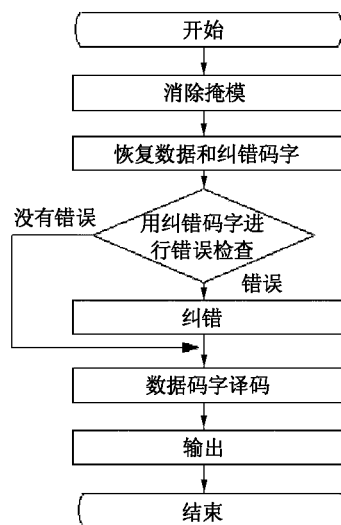 开始
消除掩模
恢复数据和纠错码字
没有错误
用纠错码字进
行错误检查
错误
纠错
数据码字译码
输出
结束